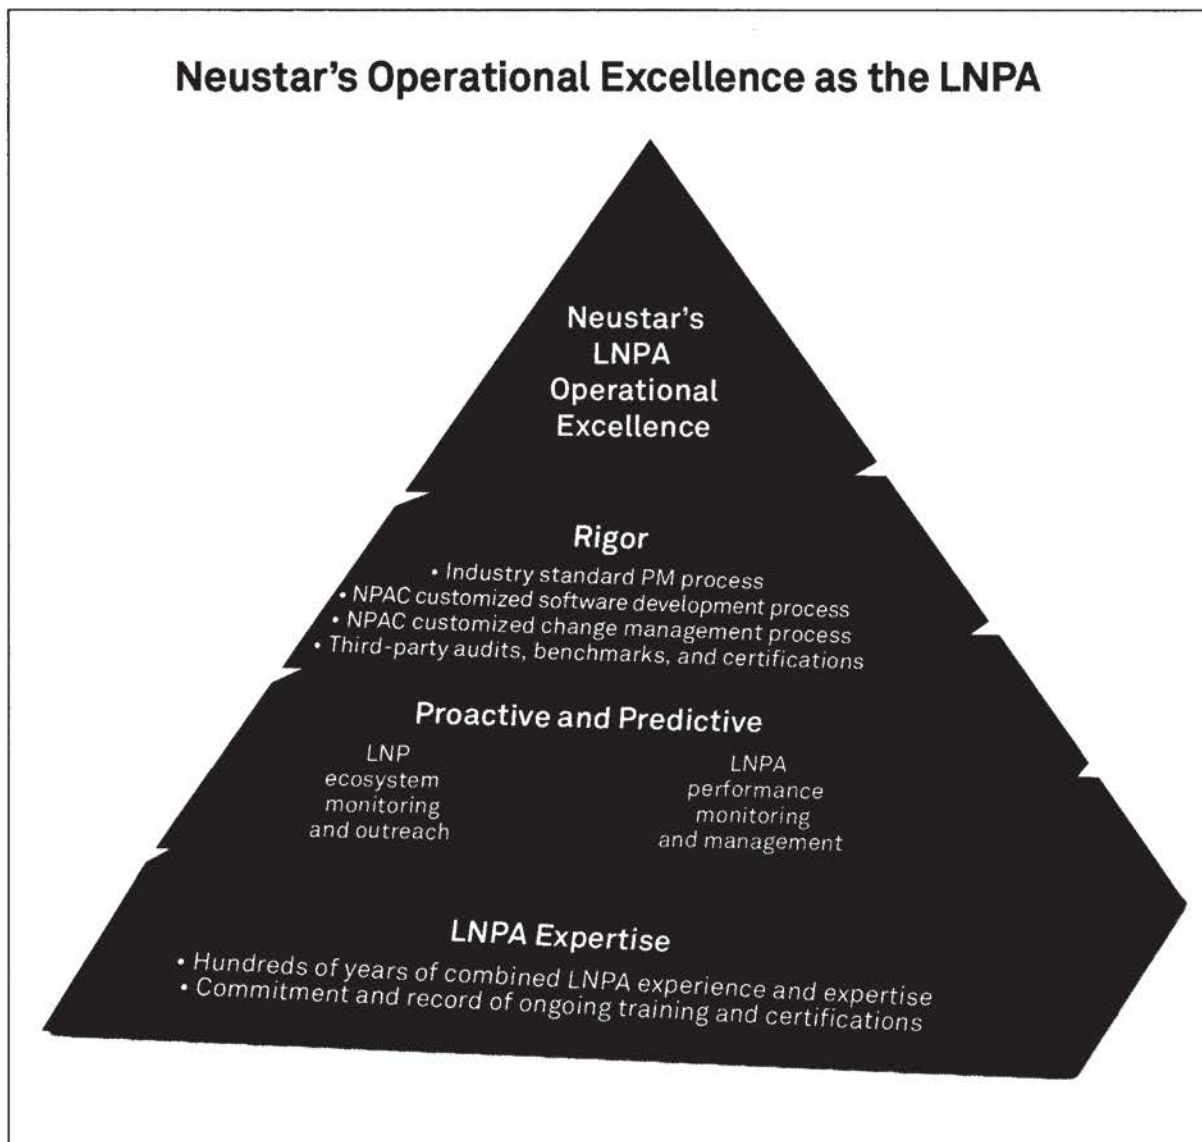 Neustar's Operational Excellence as the LNPA
Neustar's
LNPA
Operational
Excellence
Rigor
• Industry standard PM process
• NPAC customized software development process
• NPAC customized change management process
• Third-party audits, benchmarks, and certifications
Proactive and Predictive
LNP
ecosystem
monitoring
and outreach
LNPA
performance
monitoring
and management
LNPA Expertise
• Hundreds of years of combined LNPA experience and expertise
• Commitment and record of ongoing training and certifications